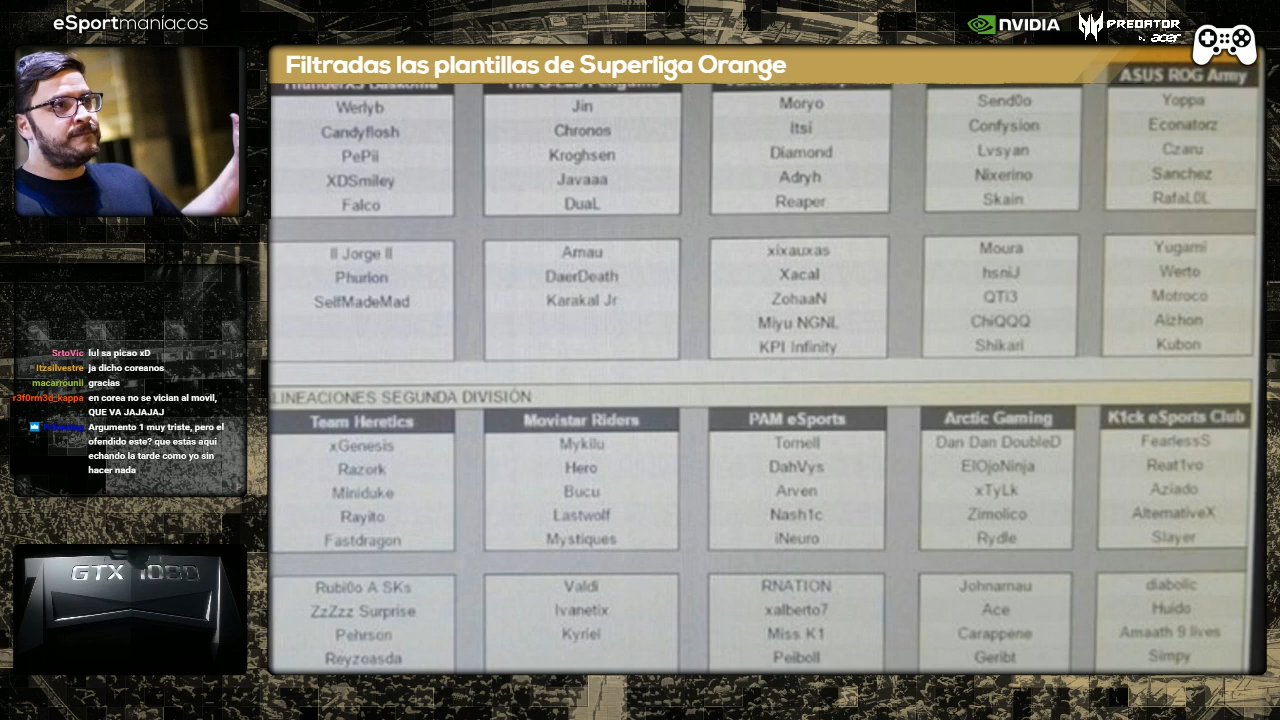 eSportmaníacos
NVIDIA
PREDATOR
acer
Filtradas las plantillas de Superliga Orange
ASUS ROG Army
Werlyb
Candyflosh
PePii
XDSmiley
Falco
Jin
Chronos
Kroghsen
Javaaa
DuaL
Moryo
Itsi
Diamond
Adryh
Reaper
Send0o
Confysion
Lvsyan
Nixerino
Skain
Yoppa
Econatorz
Czaru
Sanchez
RafaL0L
ll Jorge ll
Phurion
SelfMadeMad
Arnau
DaerDeath
Karakal Jr
xixauxas
Xacal
ZohaaN
Miyu NGNL
KPI Infinity
Moura
hsniJ
QTi3
ChiQQQ
Shikari
Yugami
Werto
Motroco
Aizhon
Kubon
LINEACIONES SEGUNDA DIVISIÓN
Team Heretics
xGenesis
Razork
Miniduke
Rayito
Fastdragon
Movistar Riders
Mykilu
Hero
Bucu
Lastwolf
Mystiques
PAM eSports
Tornell
DahVys
Arven
Nash1c
iNeuro
Arctic Gaming
Dan Dan DoubleD
ElOjoNinja
xTyLk
Zimolico
Rydle
K1ck eSports Club
FearlessS
Reat1vo
Aziado
AlternativeX
Slayer
Rubi0o A SKs
ZzZzz Surprise
Pehrson
Reyzoasda
Valdi
Ivanetix
Kyriel
RNATION
xalberto7
Miss K1
Peiboll
Johnarnau
Ace
Carappene
Geribt
diabolic
Huido
Amaath 9 lives
Simpy
SrtoVic lul sa picao xD
Itzsilvestre ja dicho coreanos
macarrounii gracias
r3f0rm3d_kappa en corea no se vician al movil,
QUE VA JAJAJAJ
Argumento 1 muy triste, pero el
ofendido este? que estás aquí
echando la tarde como yo sin
hacer nada
GTX 1080